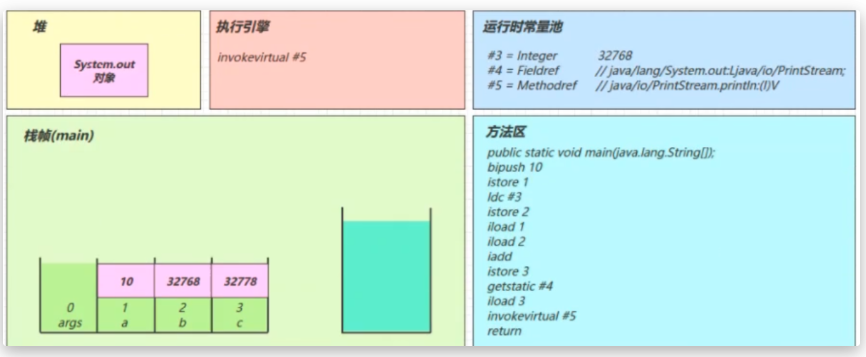 堆
System.out
对象
执行引擎
invokevirtual #5
运行时常量池
#3 = Integer 32768
#4 = Fieldref // java/lang/System.out:Ljava/io/PrintStream;
#5 = Methodref // java/io/PrintStream.println:(I)V
栈帧(main)
10 32768 32778
0 1 2 3
args a b c
方法区
public static void main(java.lang.String[]);
bipush 10
istore 1
ldc #3
istore 2
iload 1
iload 2
iadd
istore 3
getstatic #4
iload 3
invokevirtual #5
return